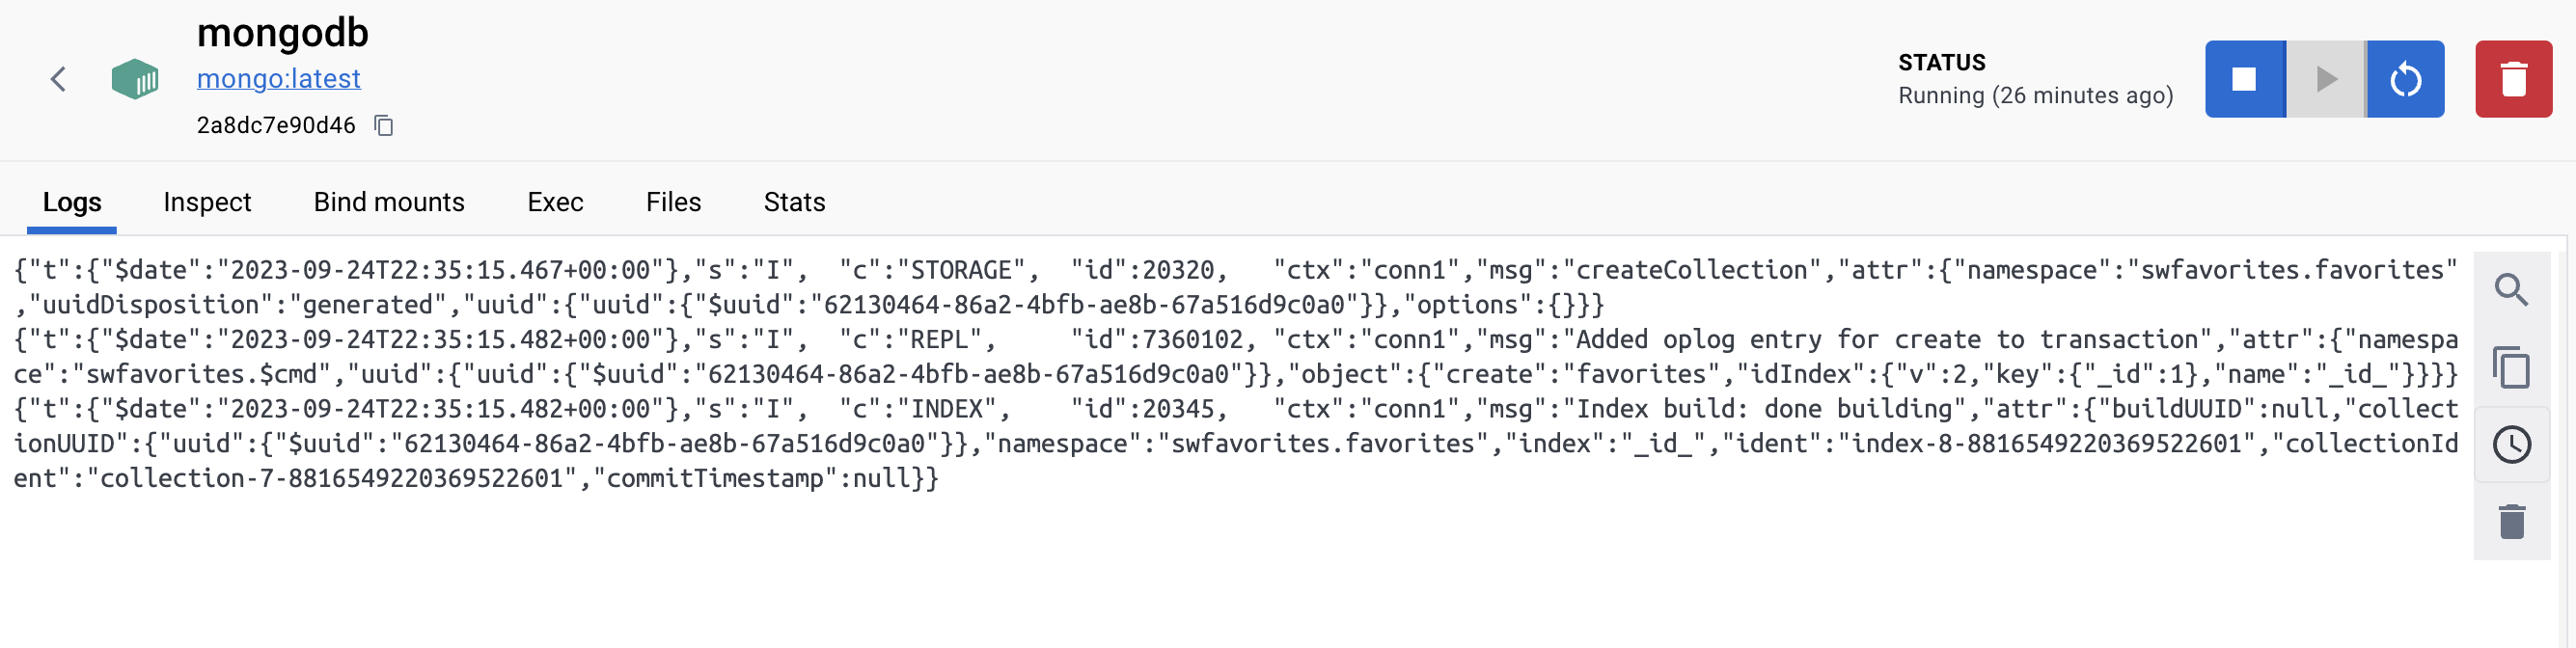 mongodb
mongo:latest
2a8dc7e90d46
STATUS
Running (26 minutes ago)
Logs Inspect Bind mounts Exec Files Stats
{"t":{"$date":"2023-09-24T22:35:15.467+00:00"},"s":"I",  "c":"STORAGE",  "id":20320,   "ctx":"conn1","msg":"createCollection","attr":{"namespace":"swfavorites.favorites"
,"uuidDisposition":"generated","uuid":{"uuid":{"$uuid":"62130464-86a2-4bfb-ae8b-67a516d9c0a0"}},"options":{}}}
{"t":{"$date":"2023-09-24T22:35:15.482+00:00"},"s":"I",  "c":"REPL",     "id":7360102, "ctx":"conn1","msg":"Added oplog entry for create to transaction","attr":{"namespa
ce":"swfavorites.$cmd","uuid":{"uuid":{"$uuid":"62130464-86a2-4bfb-ae8b-67a516d9c0a0"}},"object":{"create":"favorites","idIndex":{"v":2,"key":{"_id":1},"name":"_id_"}}}}
{"t":{"$date":"2023-09-24T22:35:15.482+00:00"},"s":"I",  "c":"INDEX",    "id":20345,   "ctx":"conn1","msg":"Index build: done building","attr":{"buildUUID":null,"collect
ionUUID":{"uuid":{"$uuid":"62130464-86a2-4bfb-ae8b-67a516d9c0a0"}},"namespace":"swfavorites.favorites","index":"_id_","ident":"index-8-8816549220369522601","collectionId
ent":"collection-7-8816549220369522601","commitTimestamp":null}}